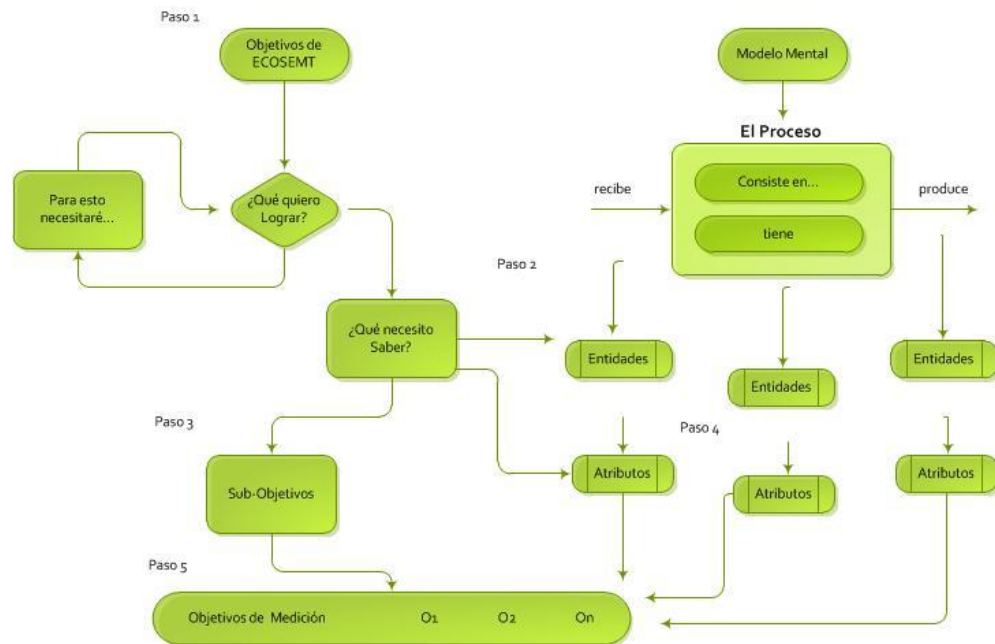 Paso 1
Objetivos de
ECOSEMT
Modelo Mental
El Proceso
Para esto
necesitaré...
¿Qué quiero
Lograr?
recibe
Consiste en...
tiene
produce
Paso 2
¿Qué necesito
Saber?
Entidades
Entidades
Entidades
Paso 3
Paso 4
Sub-Objetivos
Atributos
Atributos
Atributos
Paso 5
Objetivos de Medición O1 O2 On